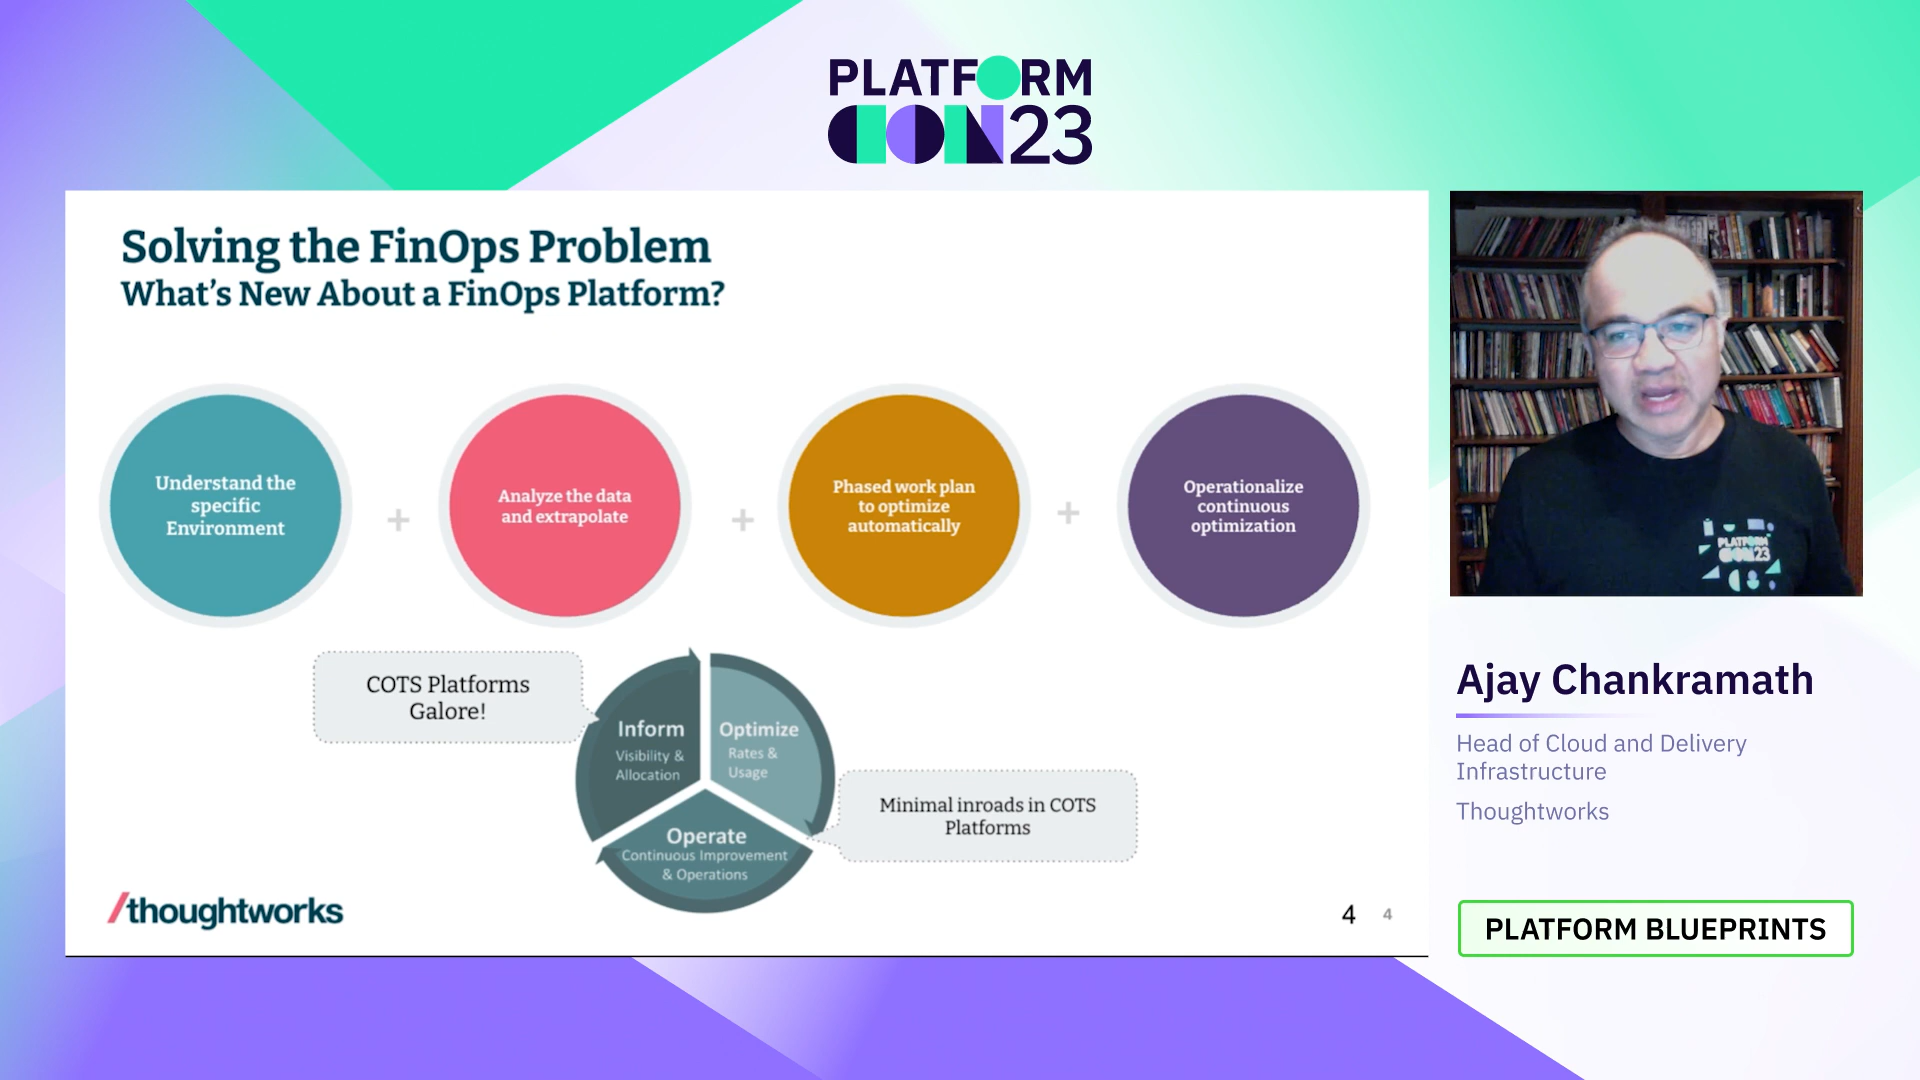 PLATFORM
CON23
Solving the FinOps Problem
What's New About a FinOps Platform?
Understand the
specific
Environment
+
Analyze the data
and extrapolate
+
Phased work plan
to optimize
automatically
+
Operationalize
continuous
optimization
COTS Platforms
Galore!
Inform
Visibility &
Allocation
Optimize
Rates &
Usage
Operate
Continuous Improvement
& Operations
Minimal inroads in COTS
Platforms
/thoughtworks
4 4
PLATFORM
CON23
Ajay Chankramath
Head of Cloud and Delivery
Infrastructure
Thoughtworks
PLATFORM BLUEPRINTS